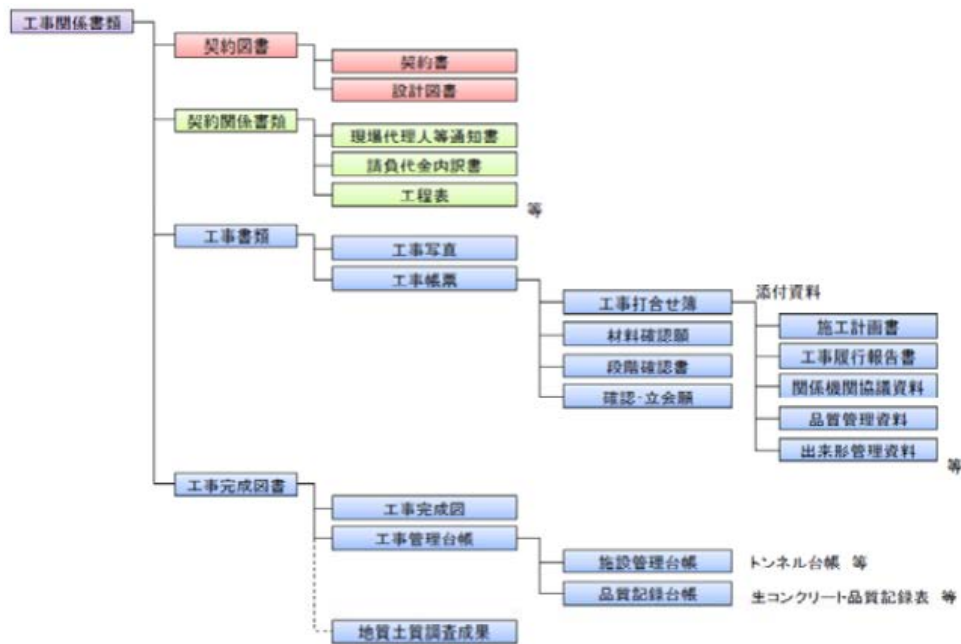 工事関係書類
契約図書
契約書
設計図書
契約関係書類
現場代理人等通知書
請負代金内訳書
工程表
等
工事書類
工事写真
工事帳票
工事打合せ簿
添付資料
施工計画書
工事履行報告書
関係機関協議資料
品質管理資料
出来形管理資料
等
材料確認願
段階確認書
確認・立会願
工事完成図書
工事完成図
工事管理台帳
施設管理台帳
トンネル台帳 等
品質記録台帳
生コンクリート品質記録表 等
地質土質調査成果